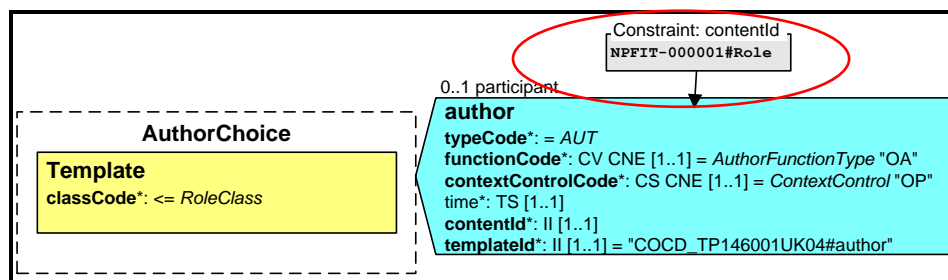 Constraint: contentId
NPFIT-000001#Role
0..1 participant
AuthorChoice
Template
classCode*: <= RoleClass
author
typeCode*: = AUT
functionCode*: CV CNE [1..1] = AuthorFunctionType "OA"
contextControlCode*: CS CNE [1..1] = ContextControl "OP"
time*: TS [1..1]
contentId*: II [1..1]
templateId*: II [1..1] = "COCD_TP146001UK04#author"